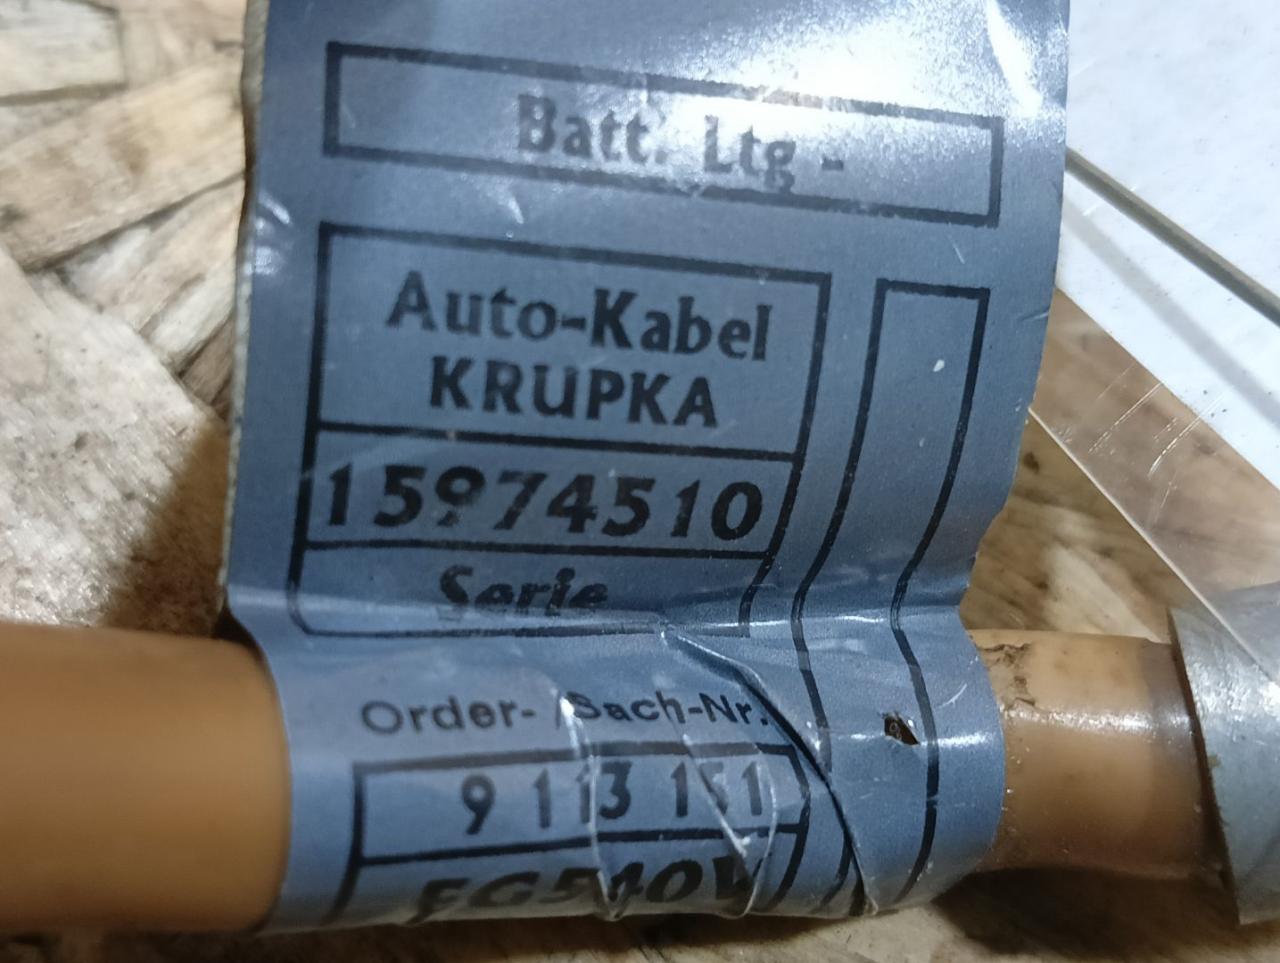 Batt. Ltg -
Auto-Kabel
KRUPKA
15974510
Serie
Order- /Sach-Nr.
9 113 151